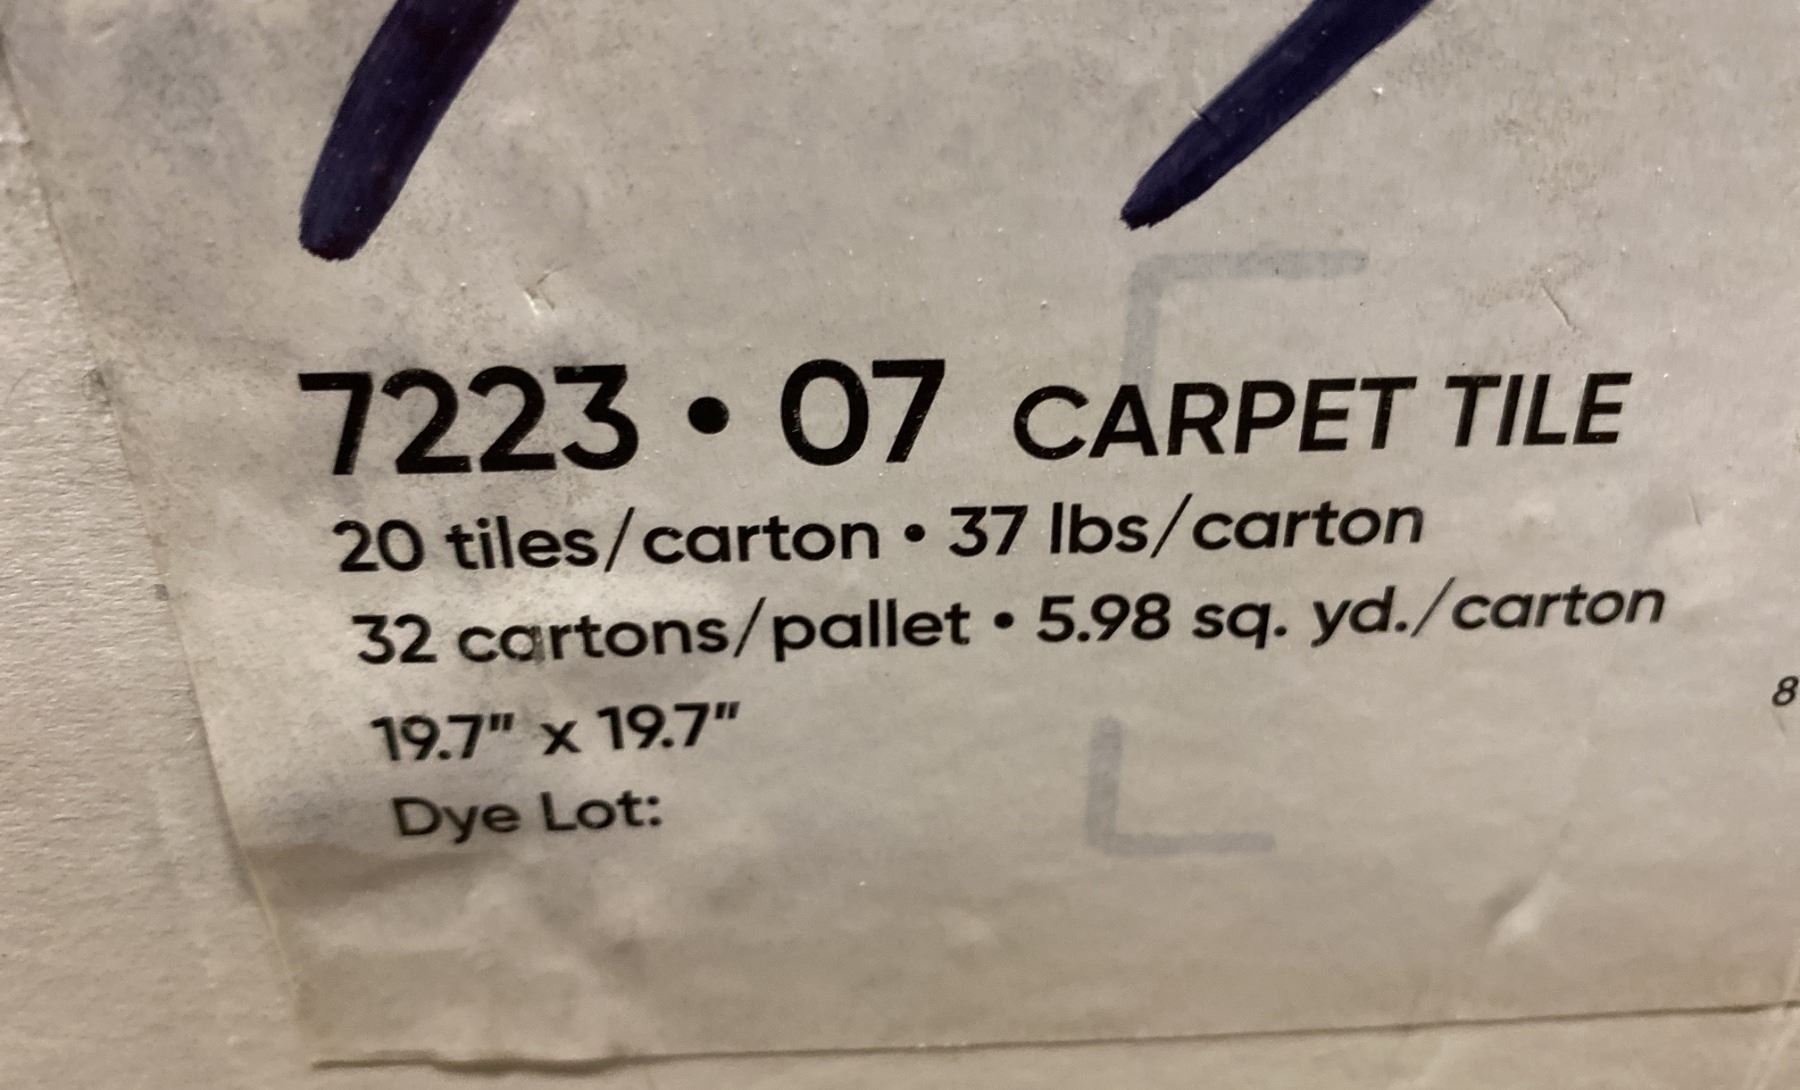 7223 • 07 CARPET TILE
20 tiles/carton • 37 lbs/carton
32 cartons/pallet • 5.98 sq. yd./carton
19.7" x 19.7"
8
Dye Lot: